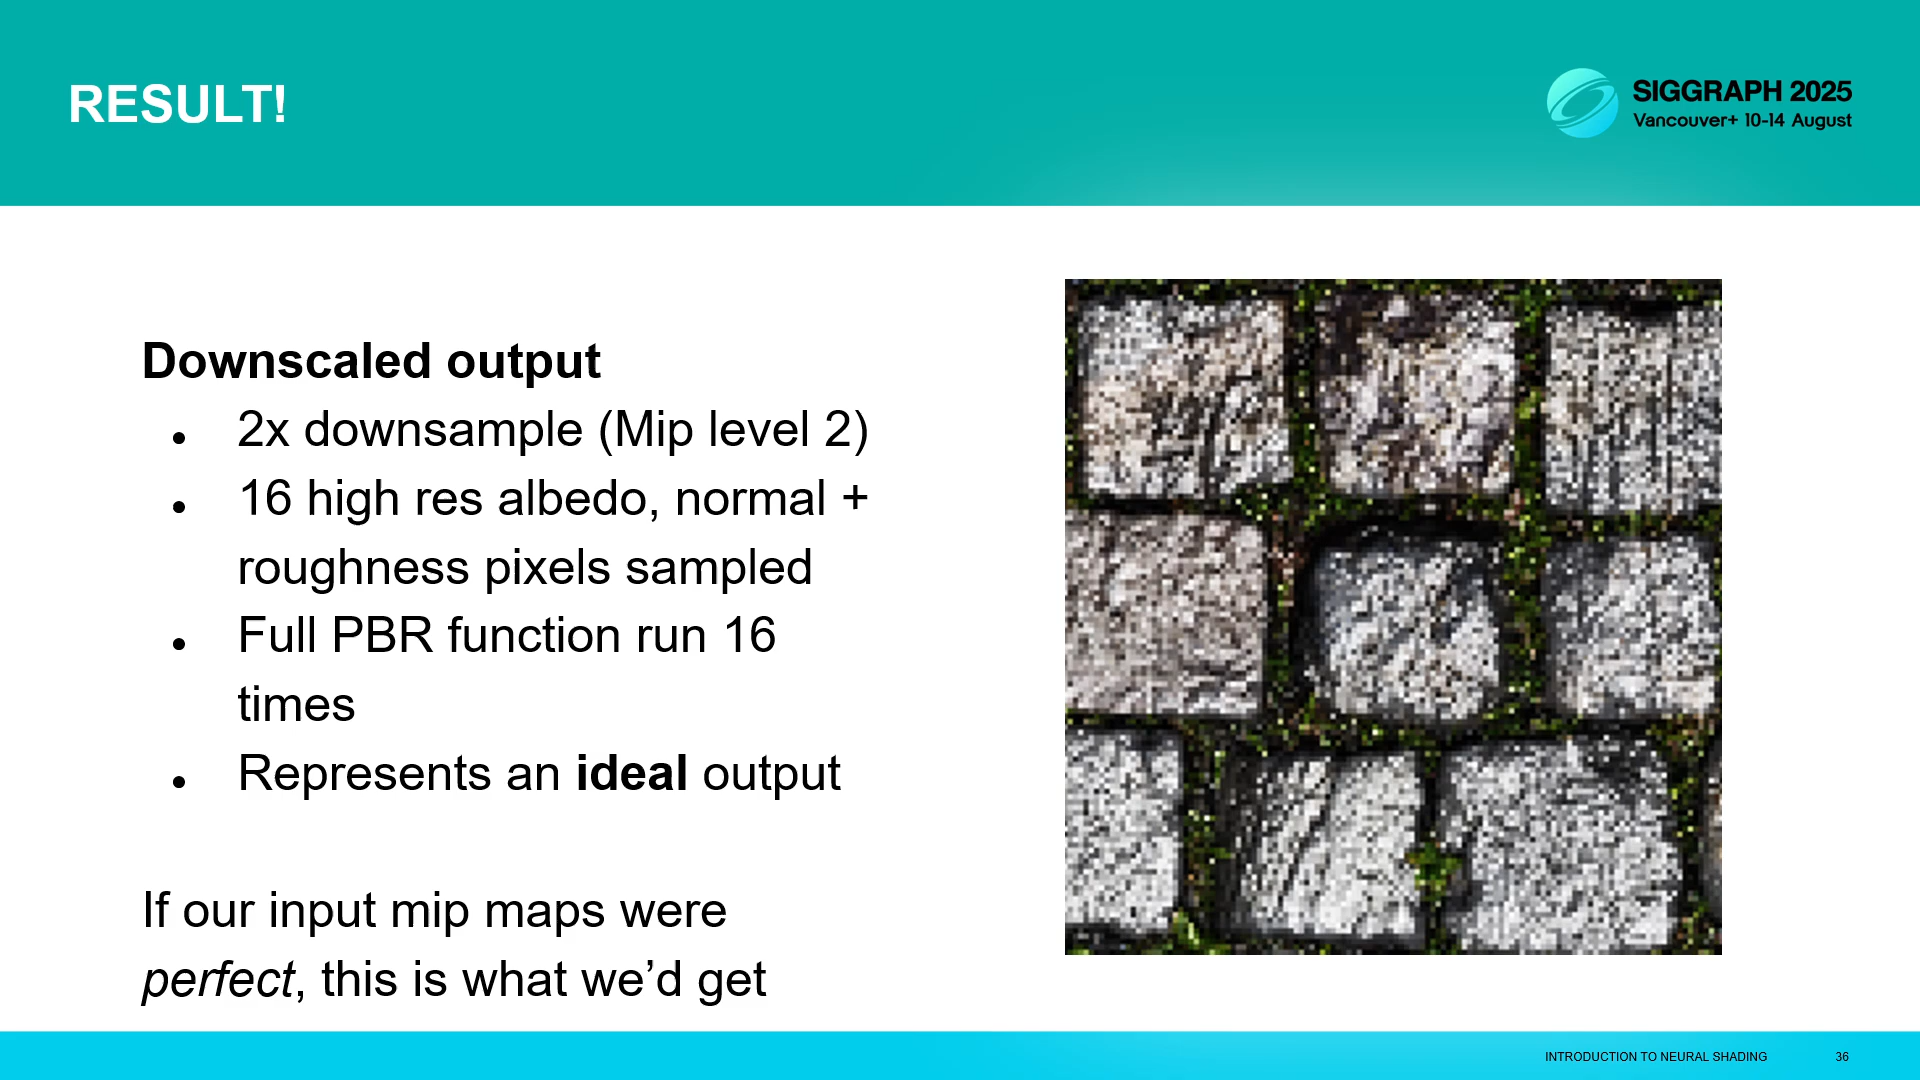 RESULT!
SIGGRAPH 2025
Vancouver+ 10-14 August
Downscaled output
● 2x downsample (Mip level 2)
● 16 high res albedo, normal +
roughness pixels sampled
● Full PBR function run 16
times
● Represents an ideal output
If our input mip maps were
perfect, this is what we’d get
INTRODUCTION TO NEURAL SHADING 36